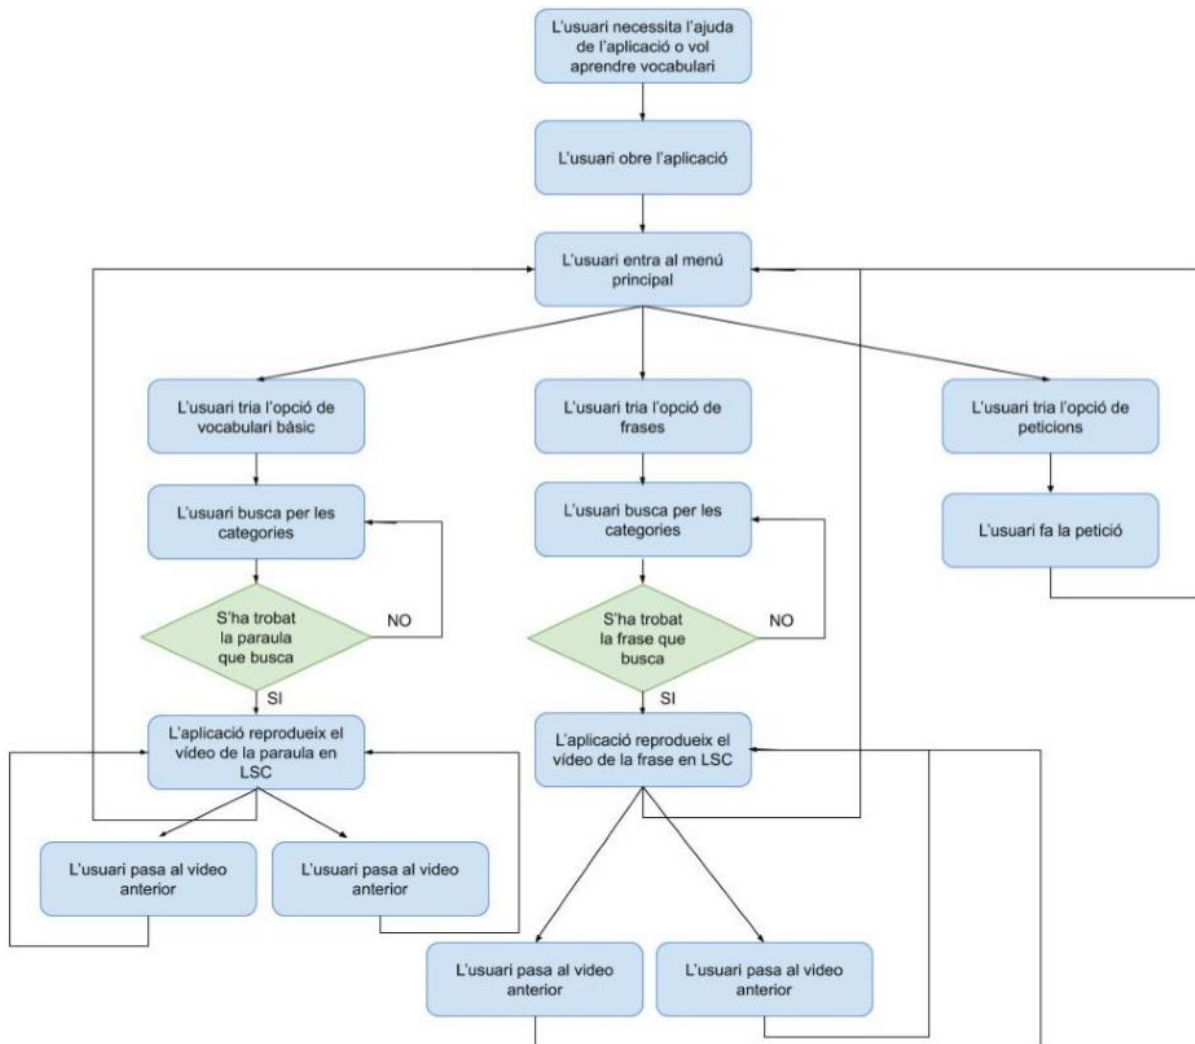 L'usuari necessita l'ajuda
de l'aplicació o vol
aprendre vocabulari
L'usuari obre l'aplicació
L'usuari entra al menú
principal
L'usuari tria l'opció de
vocabulari bàsic
L'usuari tria l'opció de
frases
L'usuari tria l'opció de
peticions
L'usuari busca per les
categories
L'usuari busca per les
categories
L'usuari fa la petició
S'ha trobat
la paraula
que busca
NO
S'ha trobat
la frase que
busca
NO
SI
SI
L'aplicació reprodueix el
vídeo de la paraula en
LSC
L'aplicació reprodueix el
vídeo de la frase en LSC
L'usuari pasa al video
anterior
L'usuari pasa al video
anterior
L'usuari pasa al video
anterior
L'usuari pasa al video
anterior